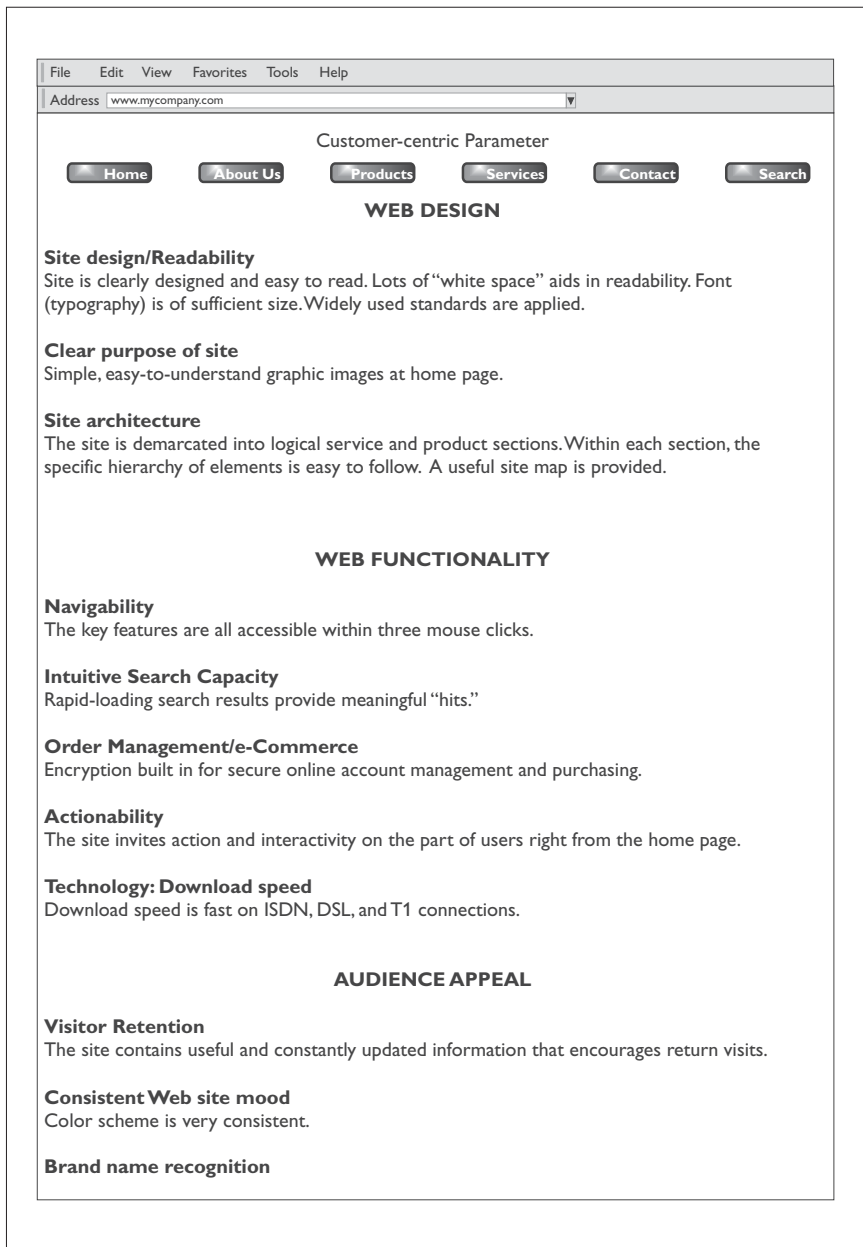 File Edit View Favorites Tools Help
Address www.mycompany.com
Customer-centric Parameter
Home About Us Products Services Contact Search
WEB DESIGN
Site design/Readability
Site is clearly designed and easy to read. Lots of “white space” aids in readability. Font
(typography) is of sufficient size. Widely used standards are applied.
Clear purpose of site
Simple, easy-to-understand graphic images at home page.
Site architecture
The site is demarcated into logical service and product sections. Within each section, the
specific hierarchy of elements is easy to follow. A useful site map is provided.
WEB FUNCTIONALITY
Navigability
The key features are all accessible within three mouse clicks.
Intuitive Search Capacity
Rapid-loading search results provide meaningful “hits.”
Order Management/e-Commerce
Encryption built in for secure online account management and purchasing.
Actionability
The site invites action and interactivity on the part of users right from the home page.
Technology: Download speed
Download speed is fast on ISDN, DSL, and T1 connections.
AUDIENCE APPEAL
Visitor Retention
The site contains useful and constantly updated information that encourages return visits.
Consistent Web site mood
Color scheme is very consistent.
Brand name recognition